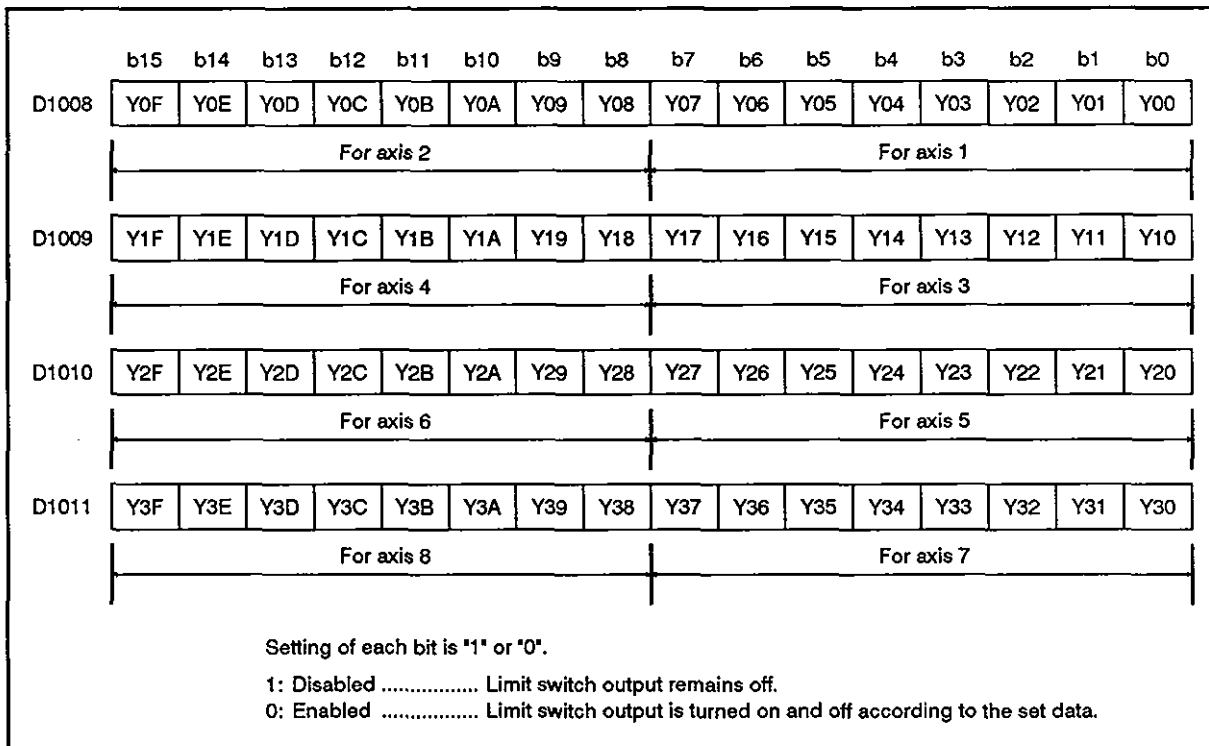 b15 b14 b13 b12 b11 b10 b9 b8 b7 b6 b5 b4 b3 b2 b1 b0
D1008 Y0F Y0E Y0D Y0C Y0B Y0A Y09 Y08 Y07 Y06 Y05 Y04 Y03 Y02 Y01 Y00
For axis 2 For axis 1
D1009 Y1F Y1E Y1D Y1C Y1B Y1A Y19 Y18 Y17 Y16 Y15 Y14 Y13 Y12 Y11 Y10
For axis 4 For axis 3
D1010 Y2F Y2E Y2D Y2C Y2B Y2A Y29 Y28 Y27 Y26 Y25 Y24 Y23 Y22 Y21 Y20
For axis 6 For axis 5
D1011 Y3F Y3E Y3D Y3C Y3B Y3A Y39 Y38 Y37 Y36 Y35 Y34 Y33 Y32 Y31 Y30
For axis 8 For axis 7
Setting of each bit is "1" or "0".
1: Disabled ................. Limit switch output remains off.
0: Enabled ................. Limit switch output is turned on and off according to the set data.